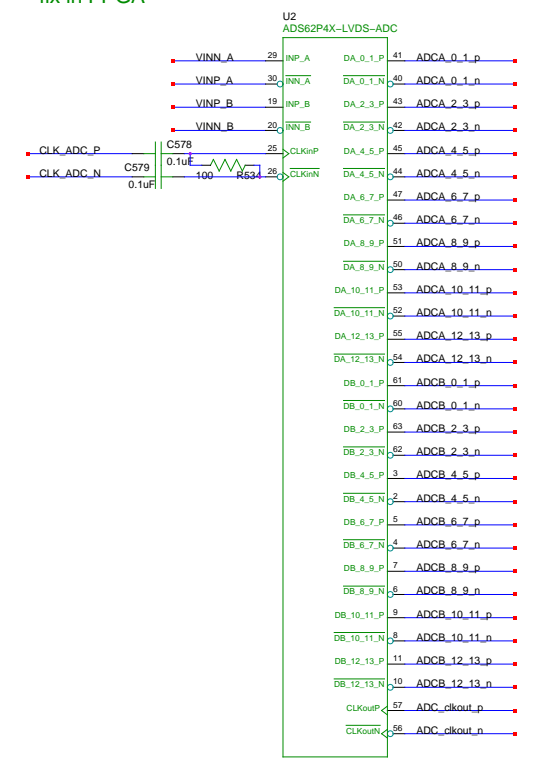 fix in FPGA
U2
ADS62P4X-LVDS-ADC
VINN_A 29 INP_A DA_0_1_P 41 ADCA_0_1_p
VINP_A 30 INN_A DA_0_1_N 40 ADCA_0_1_n
VINP_B 19 INP_B DA_2_3_P 43 ADCA_2_3_p
VINN_B 20 INN_B DA_2_3_N 42 ADCA_2_3_n
C578
CLK_ADC_P 25 CLKinP DA_4_5_P 45 ADCA_4_5_p
0.1uF
C579
CLK_ADC_N 100 R534 26 CLKinN DA_4_5_N 44 ADCA_4_5_n
0.1uF
DA_6_7_P 47 ADCA_6_7_p
DA_6_7_N 46 ADCA_6_7_n
DA_8_9_P 51 ADCA_8_9_p
DA_8_9_N 50 ADCA_8_9_n
DA_10_11_P 53 ADCA_10_11_p
DA_10_11_N 52 ADCA_10_11_n
DA_12_13_P 55 ADCA_12_13_p
DA_12_13_N 54 ADCA_12_13_n
DB_0_1_P 61 ADCB_0_1_p
DB_0_1_N 60 ADCB_0_1_n
DB_2_3_P 63 ADCB_2_3_p
DB_2_3_N 62 ADCB_2_3_n
DB_4_5_P 3 ADCB_4_5_p
DB_4_5_N 2 ADCB_4_5_n
DB_6_7_P 5 ADCB_6_7_p
DB_6_7_N 4 ADCB_6_7_n
DB_8_9_P 7 ADCB_8_9_p
DB_8_9_N 6 ADCB_8_9_n
DB_10_11_P 9 ADCB_10_11_p
DB_10_11_N 8 ADCB_10_11_n
DB_12_13_P 11 ADCB_12_13_p
DB_12_13_N 10 ADCB_12_13_n
CLKoutP 57 ADC_clkout_p
CLKoutN 56 ADC_clkout_n